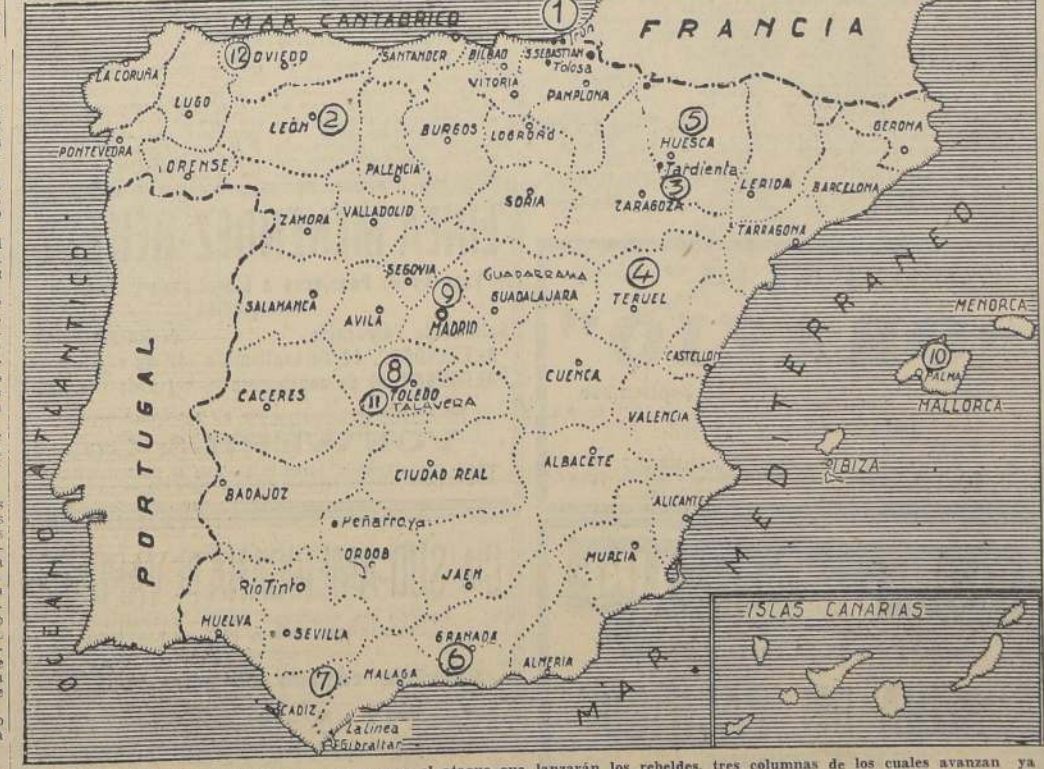 1
MAR CANTABRICO
FRANCIA
12 OVIEDO
SANTANDER
BILBAO
S.SEBASTIAN
Tolosa
LA CORUÑA
VITORIA
PAMPLONA
LUGO
LEÓN 2
BURGOS
LOGROÑO
5
HUESCA
GERONA
PONTEVEDRA
ORENSE
PALENCIA
Tardienta
3
LERIDA
BARCELONA
ZAMORA
VALLADOLID
SORIA
ZARAGOZA
TARRAGONA
SEGOVIA
GUADARRAMA
4
TERUEL
SALAMANCA
AVILA
9
MADRID
GUADALAJARA
MENORCA
10
PALMA
MALLORCA
CASTELLON
8
TOLEDO
11
TALAVERA
CACERES
CUENCA
VALENCIA
IBIZA
BADAJOZ
CIUDAD REAL
ALBACETE
ALICANTE
Peñarroya
ORDOB
JAEN
MURCIA
RioTinto
HUELVA
SEVILLA
GRANADA
6
7
MALAGA
ALMERIA
CADIZ
La Linea
Gibraltar
OCEANO ATLANTICO
PORTUGAL
MAR MEDITERRANEO
ISLAS CANARIAS
que lanzarán los rebeldes, tres columnas de los cuales avanzan ya